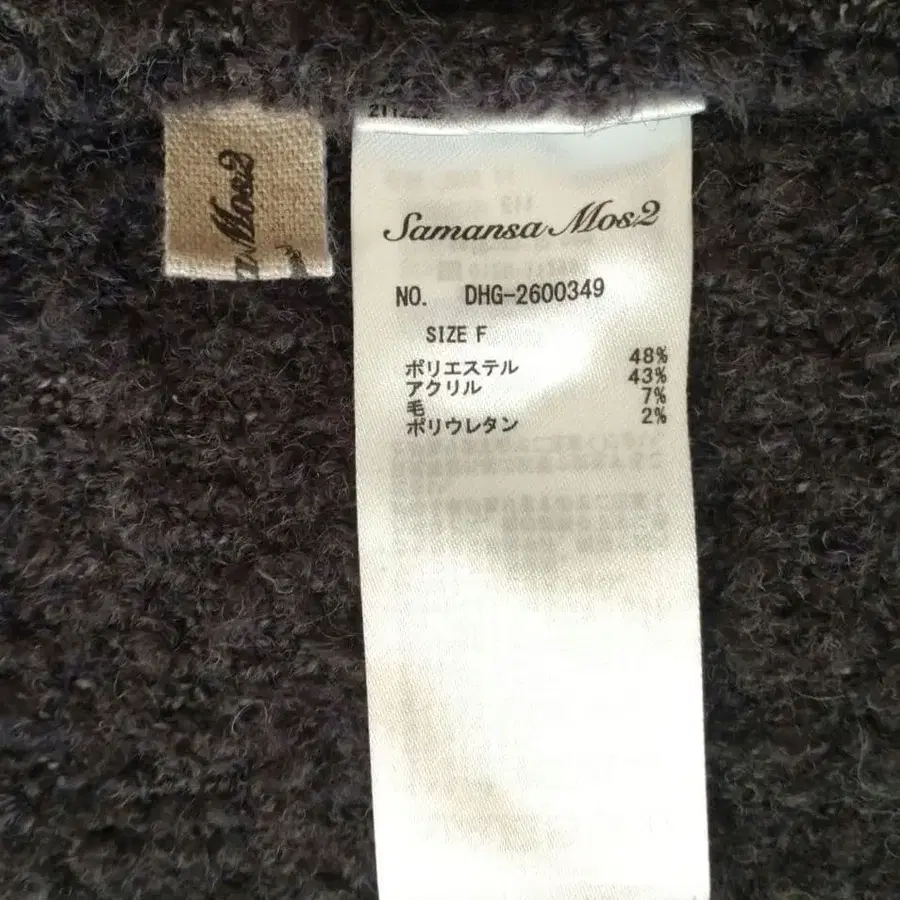 aMos2
Samansa Mos2
NO. DHG-2600349
SIZE F
ポリエステル 48%
アクリル 43%
毛 7%
ポリウレタン 2%